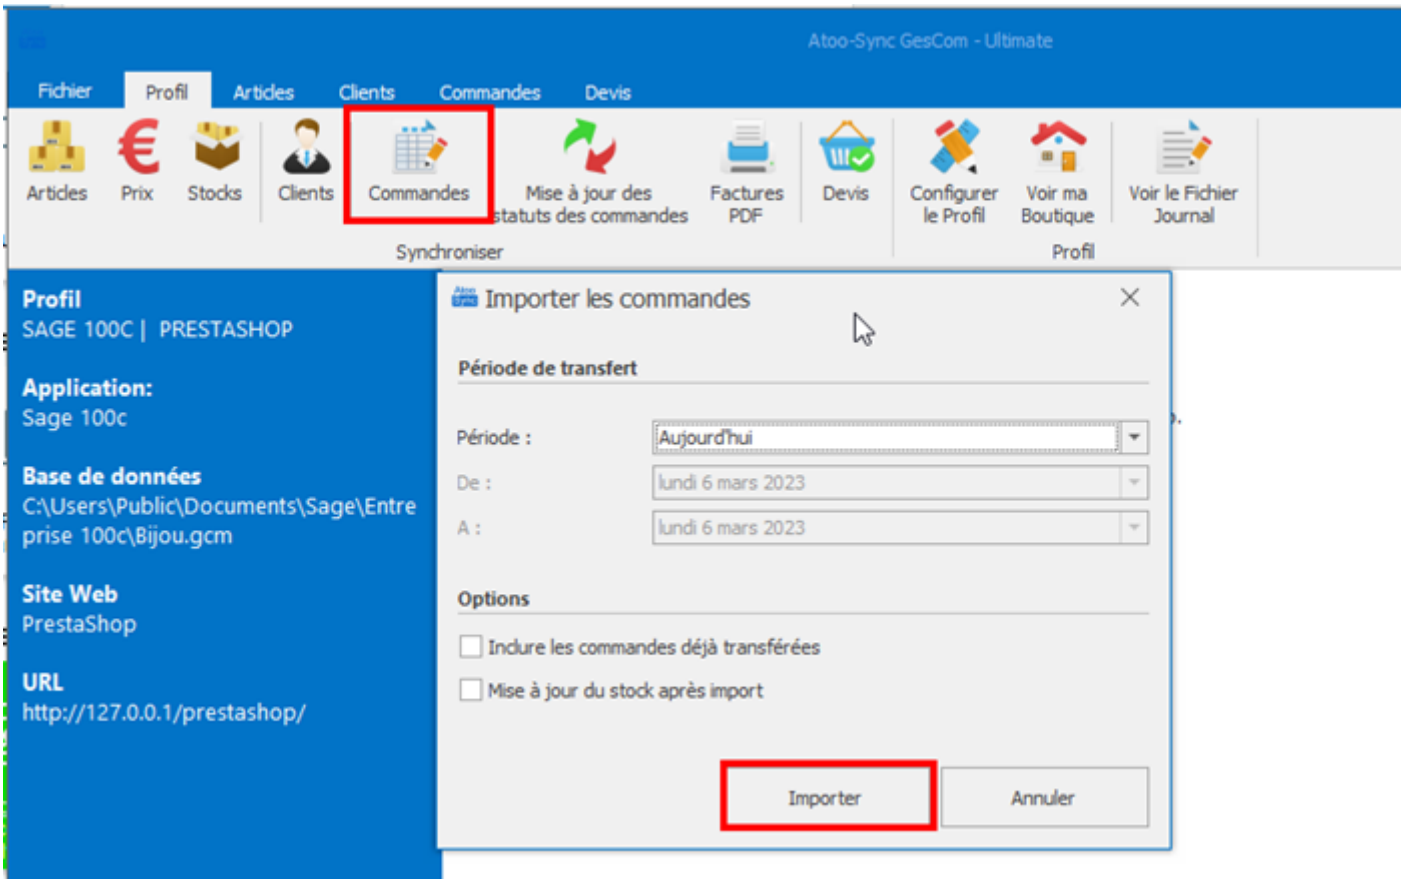 Atoo-Sync GesCom - Ultimate
Fichier Profil Articles Clients Commandes Devis
Articles Prix Stocks Clients Commandes Mise à jour des statuts des commandes Factures PDF Devis Configurer le Profil Voir ma Boutique Voir le Fichier Journal
Synchroniser Profil
Profil
SAGE 100C | PRESTASHOP
Application:
Sage 100c
Base de données
C:\Users\Public\Documents\Sage\Entre
prise 100c\Bijou.gcm
Site Web
PrestaShop
URL
http://127.0.0.1/prestashop/
Atoo Sync Importer les commandes
Période de transfert
Période : Aujourd'hui
De : lundi 6 mars 2023
A : lundi 6 mars 2023
Options
Inclure les commandes déjà transférées
Mise à jour du stock après import
Importer Annuler